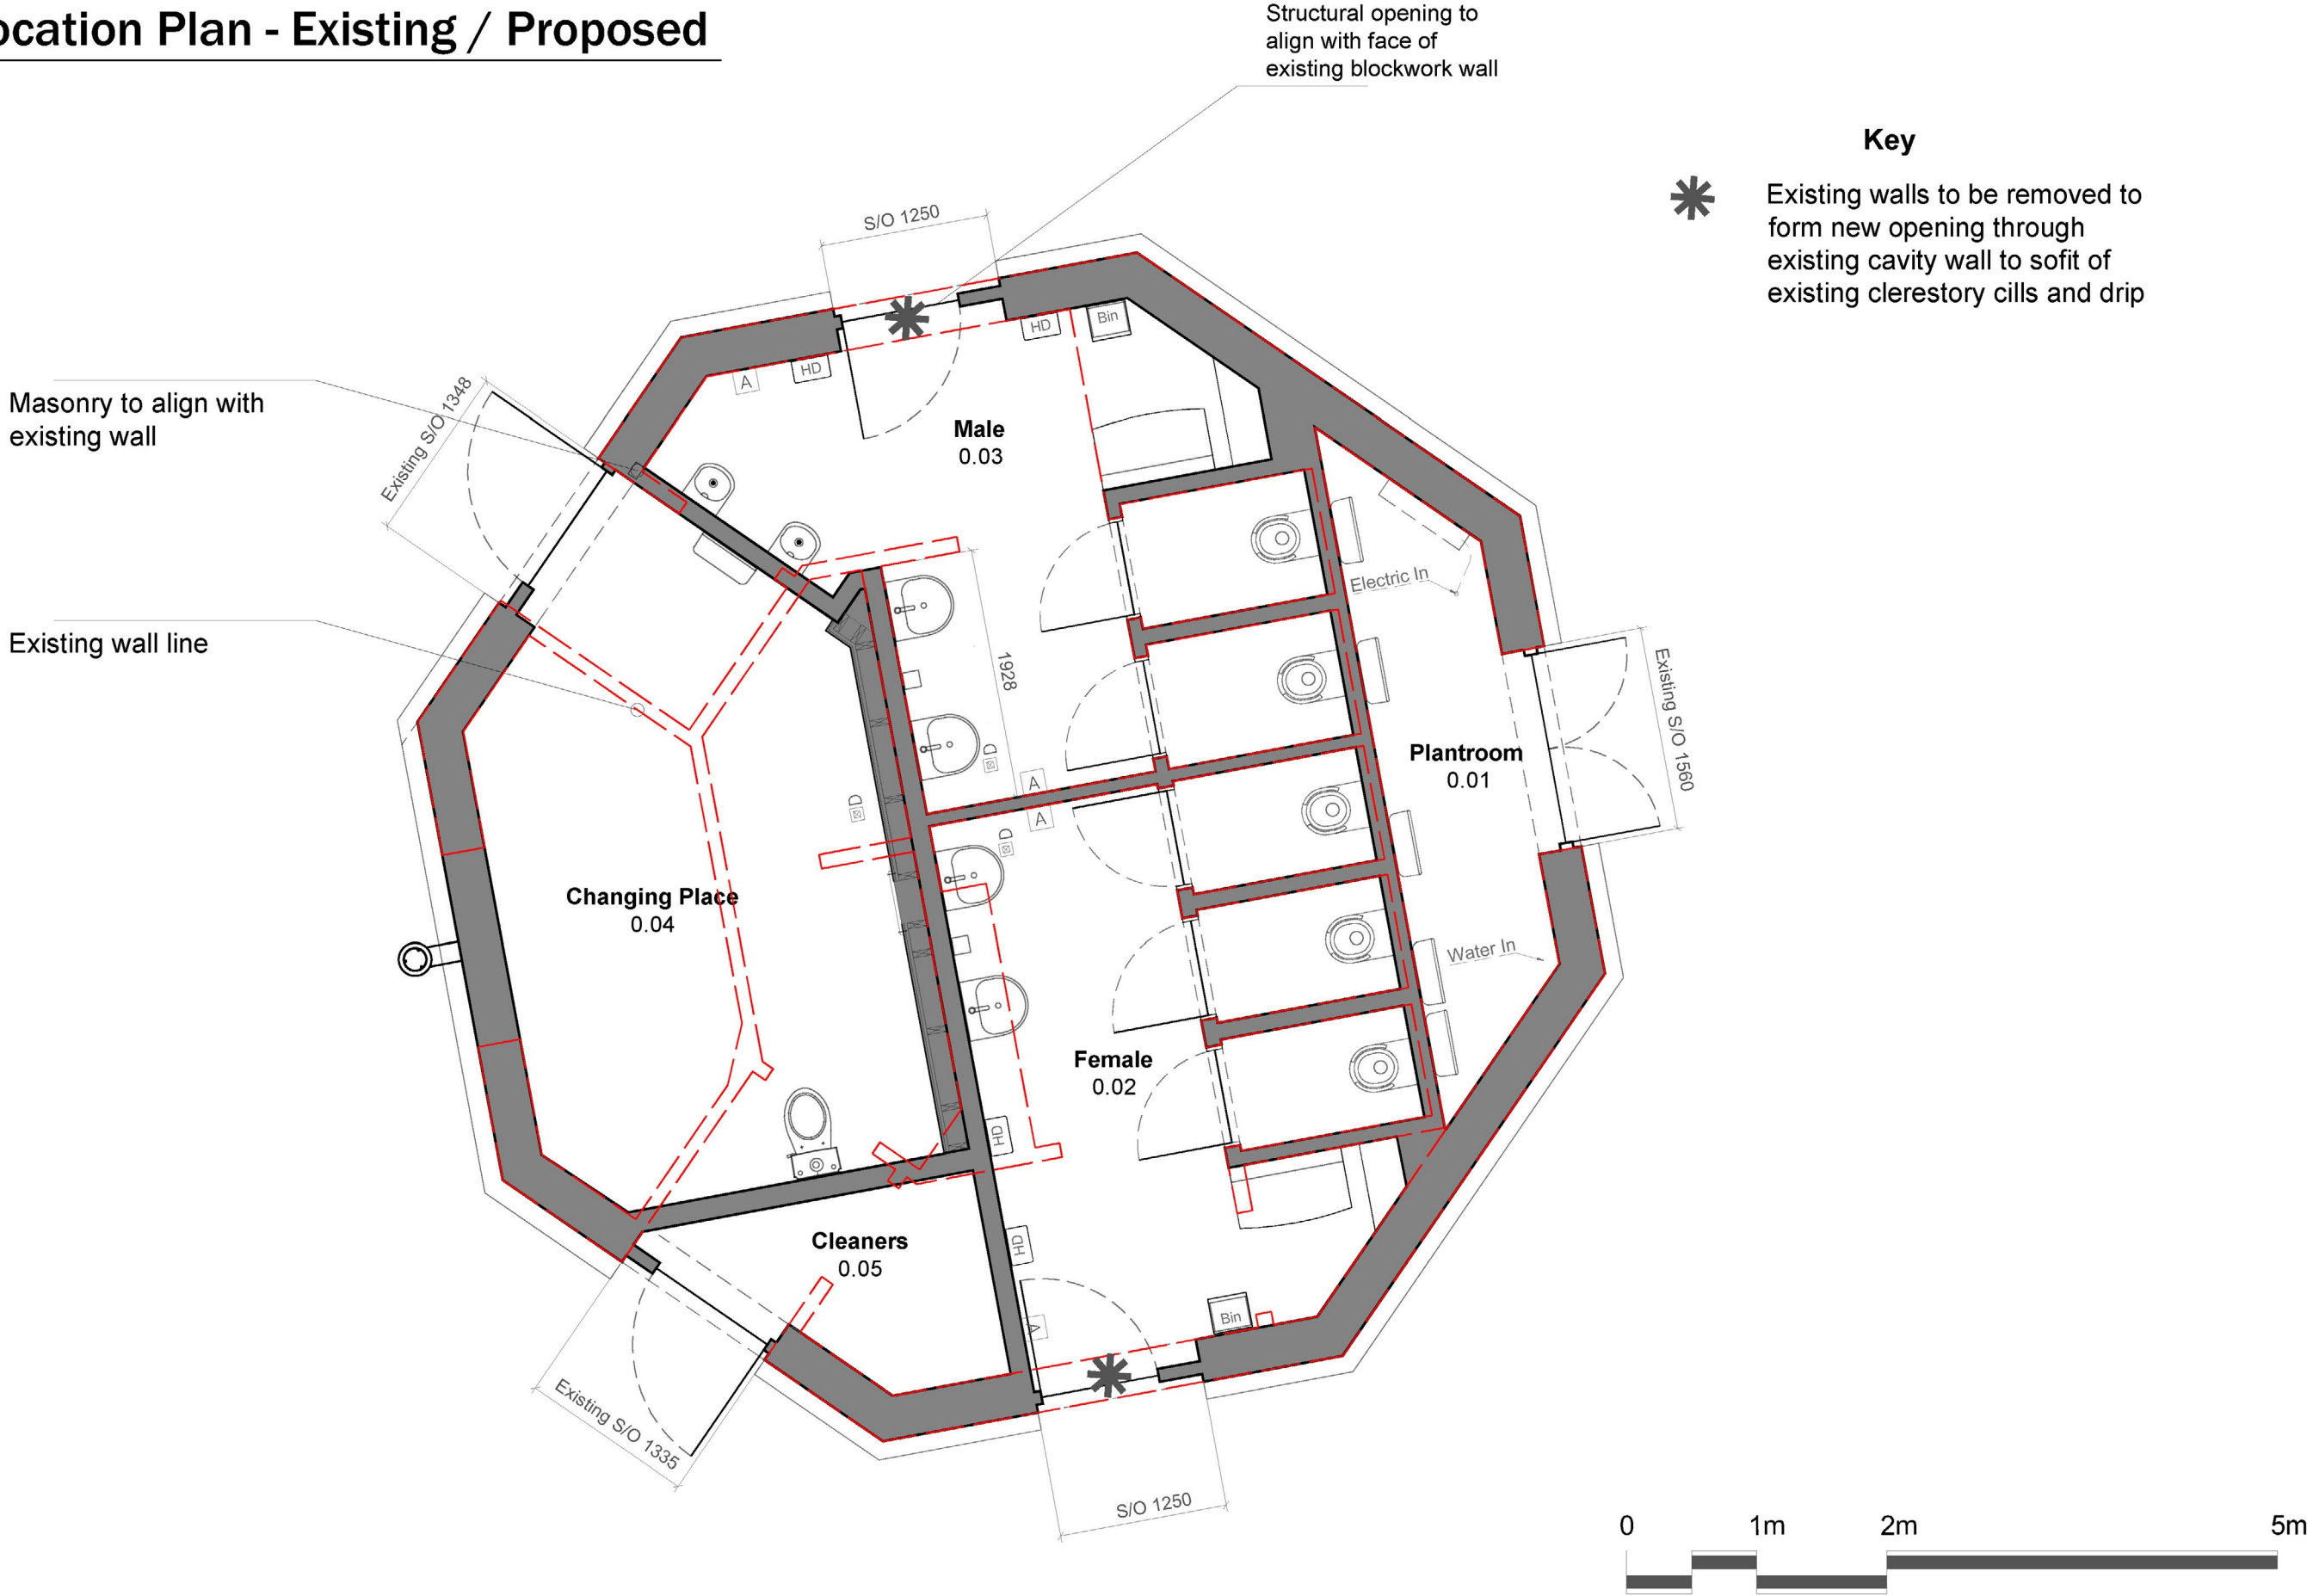 ocation Plan - Existing / Proposed
Structural opening to
align with face of
existing blockwork wall
Key
Existing walls to be removed to
form new opening through
existing cavity wall to sofit of
existing clerestory cills and drip
S/O 1250
HD
Bin
A
HD
Existing S/O 1348
Masonry to align with
existing wall
Male
0.03
Electric In
Existing wall line
1928
Existing S/O 1560
Plantroom
0.01
D
A
A
D
D
Changing Place
0.04
Water In
Female
0.02
HD
Cleaners
0.05
HD
Bin
A
Existing S/O 1335
S/O 1250
0 1m 2m 5m